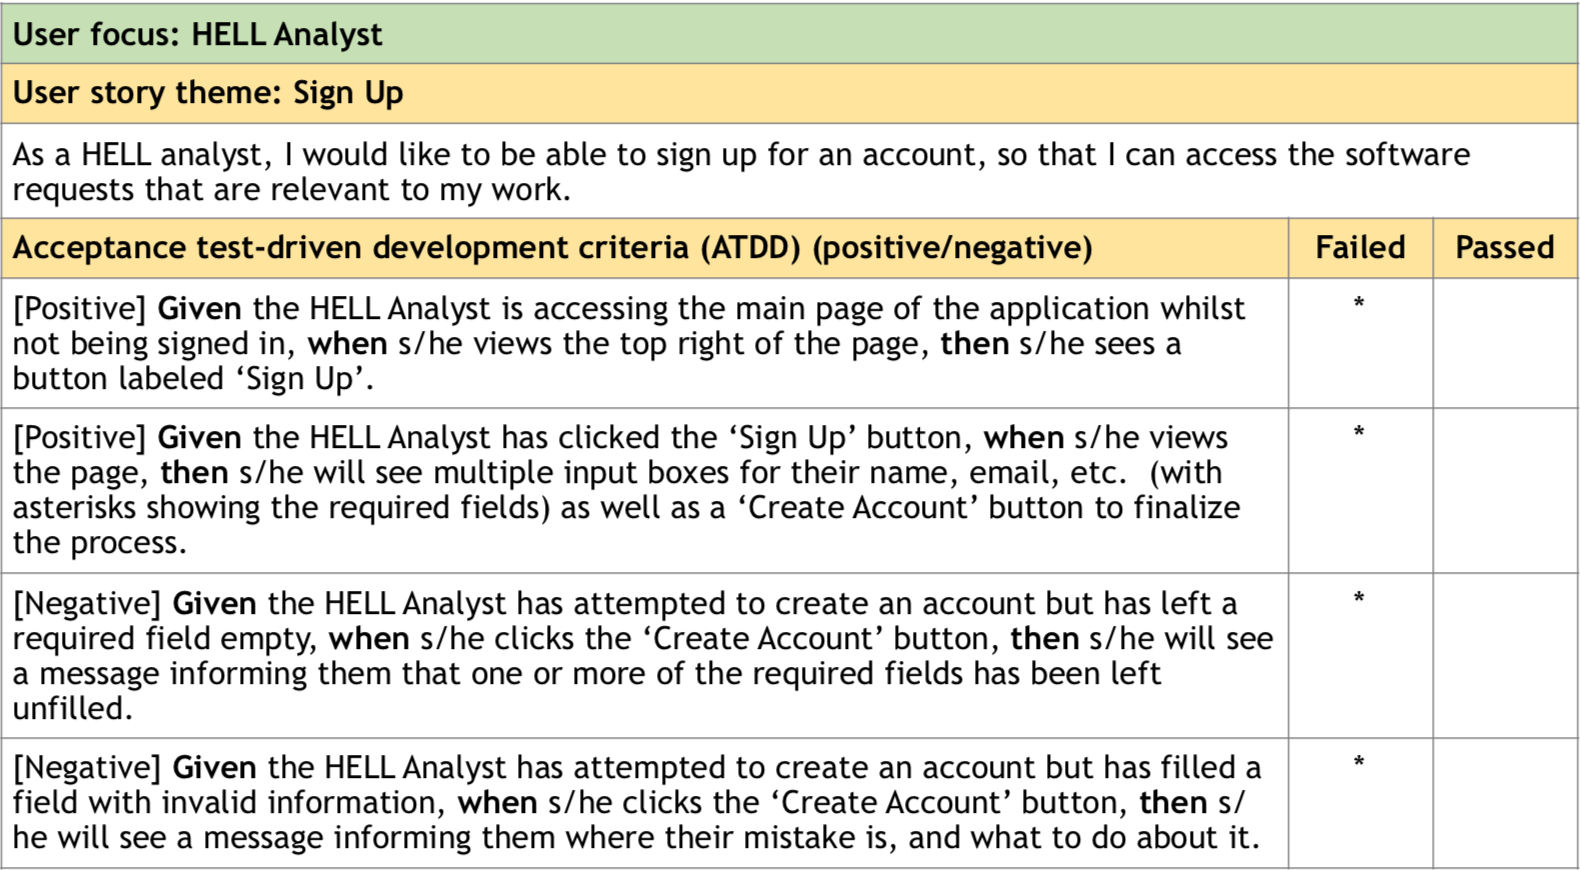 User focus: HELL Analyst
User story theme: Sign Up
As a HELL analyst, I would like to be able to sign up for an account, so that I can access the software
requests that are relevant to my work.
Acceptance test-driven development criteria (ATDD) (positive/negative) Failed Passed
[Positive] Given the HELL Analyst is accessing the main page of the application whilst *
not being signed in, when s/he views the top right of the page, then s/he sees a
button labeled ‘Sign Up’.
[Positive] Given the HELL Analyst has clicked the ‘Sign Up’ button, when s/he views *
the page, then s/he will see multiple input boxes for their name, email, etc.  (with
asterisks showing the required fields) as well as a ‘Create Account’ button to finalize
the process.
[Negative] Given the HELL Analyst has attempted to create an account but has left a *
required field empty, when s/he clicks the ‘Create Account’ button, then s/he will see
a message informing them that one or more of the required fields has been left
unfilled.
[Negative] Given the HELL Analyst has attempted to create an account but has filled a *
field with invalid information, when s/he clicks the ‘Create Account’ button, then s/
he will see a message informing them where their mistake is, and what to do about it.